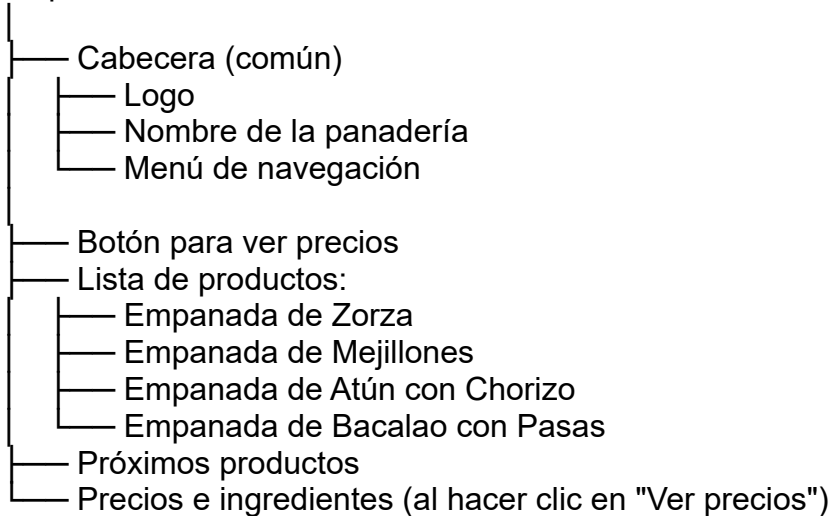 Cabecera (común)
Logo
Nombre de la panadería
Menú de navegación
Botón para ver precios
Lista de productos:
Empanada de Zorza
Empanada de Mejillones
Empanada de Atún con Chorizo
Empanada de Bacalao con Pasas
Próximos productos
Precios e ingredientes (al hacer clic en "Ver precios")